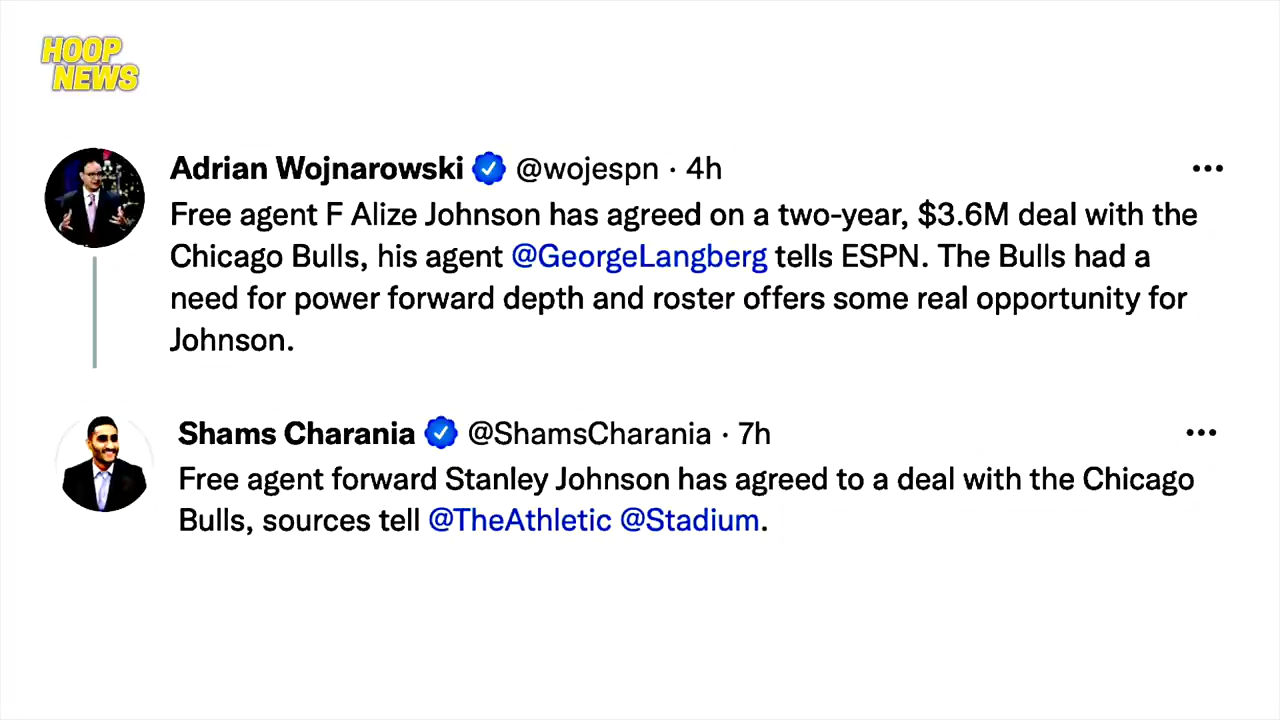 HOOP
NEWS
Adrian Wojnarowski @wojespn · 4h
Free agent F Alize Johnson has agreed on a two-year, $3.6M deal with the
Chicago Bulls, his agent @GeorgeLangberg tells ESPN. The Bulls had a
need for power forward depth and roster offers some real opportunity for
Johnson.
Shams Charania @ShamsCharania · 7h
Free agent forward Stanley Johnson has agreed to a deal with the Chicago
Bulls, sources tell @TheAthletic @Stadium.